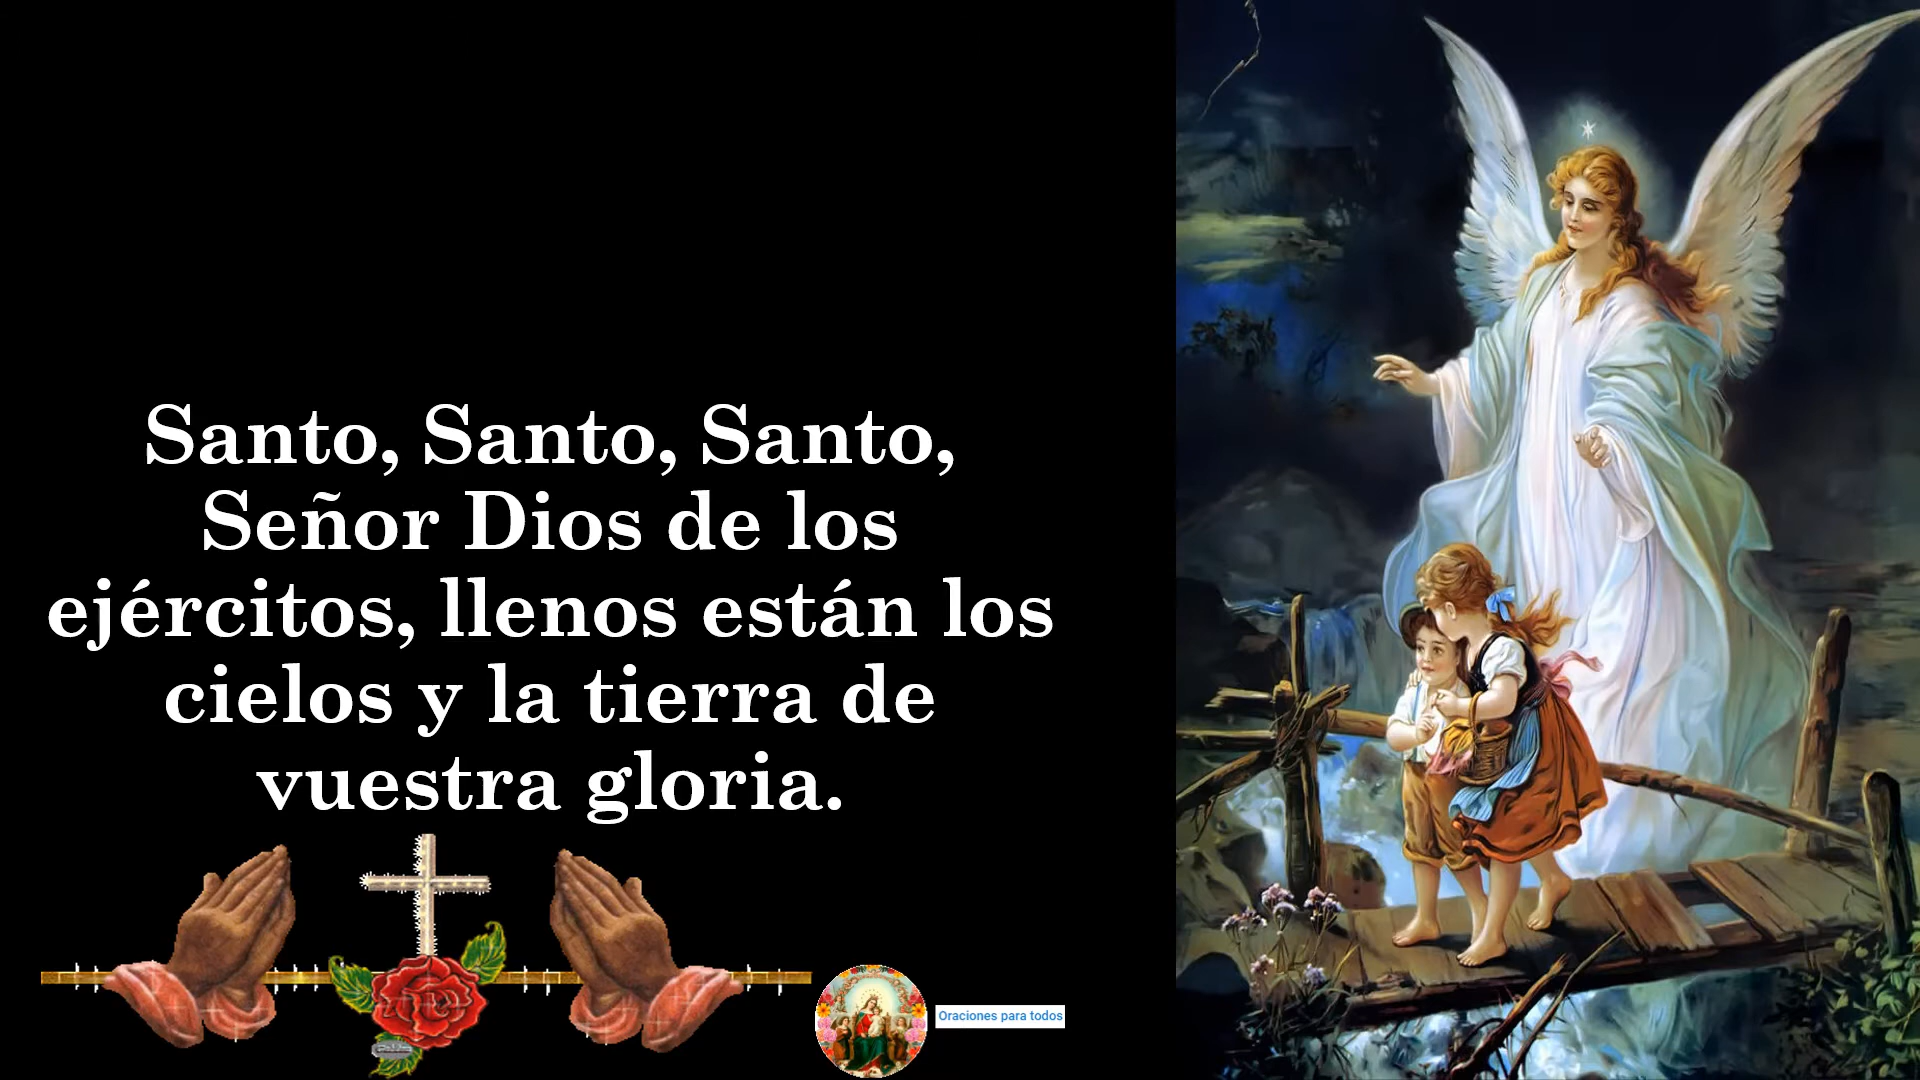 Santo, Santo, Santo,
Señor Dios de los
ejércitos, llenos están los
cielos y la tierra de
vuestra gloria.
Oraciones para todos